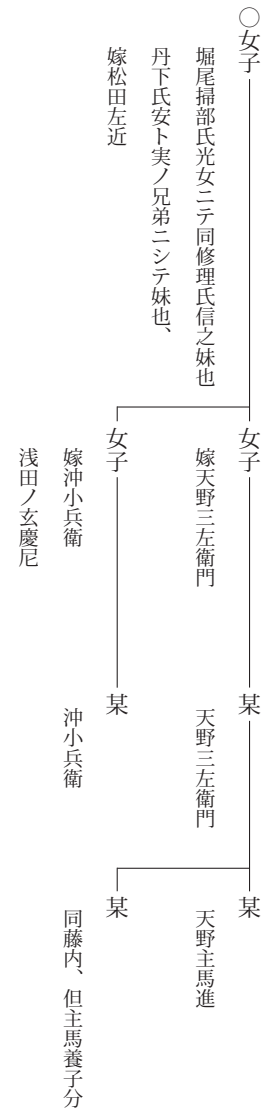 ○女子
堀尾掃部氏光女ニテ同修理氏信之妹也
丹下氏安ト実ノ兄弟ニシテ妹也、
嫁松田左近
女子
嫁天野三左衛門
某
天野三左衛門
某
天野主馬進
某
同藤内、但主馬養子分
女子
嫁沖小兵衛
浅田ノ玄慶尼
某
沖小兵衛